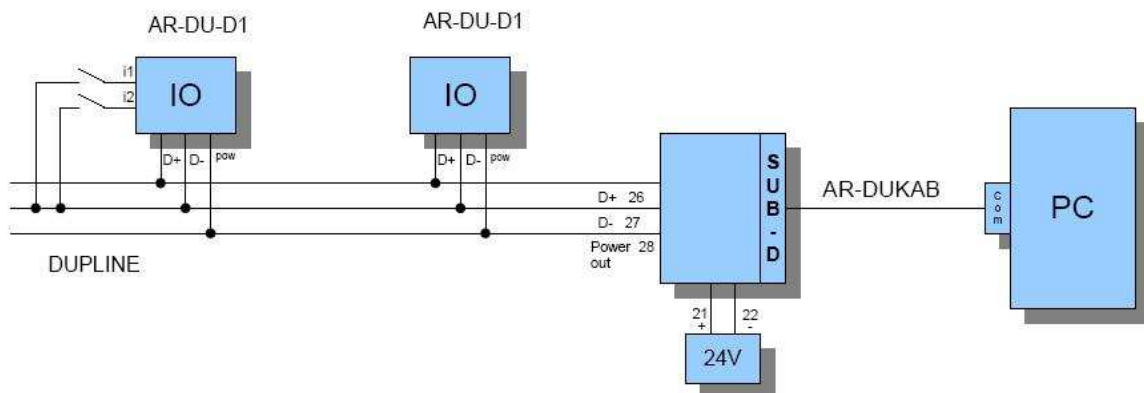 AR-DU-D1
AR-DU-D1
i1
i2
IO
IO
D+ D- pow
D+ D- pow
SUB-D
D+ 26
D- 27
Power 28
out
AR-DUKAB
com
PC
DUPLINE
21 22
+ -
24V